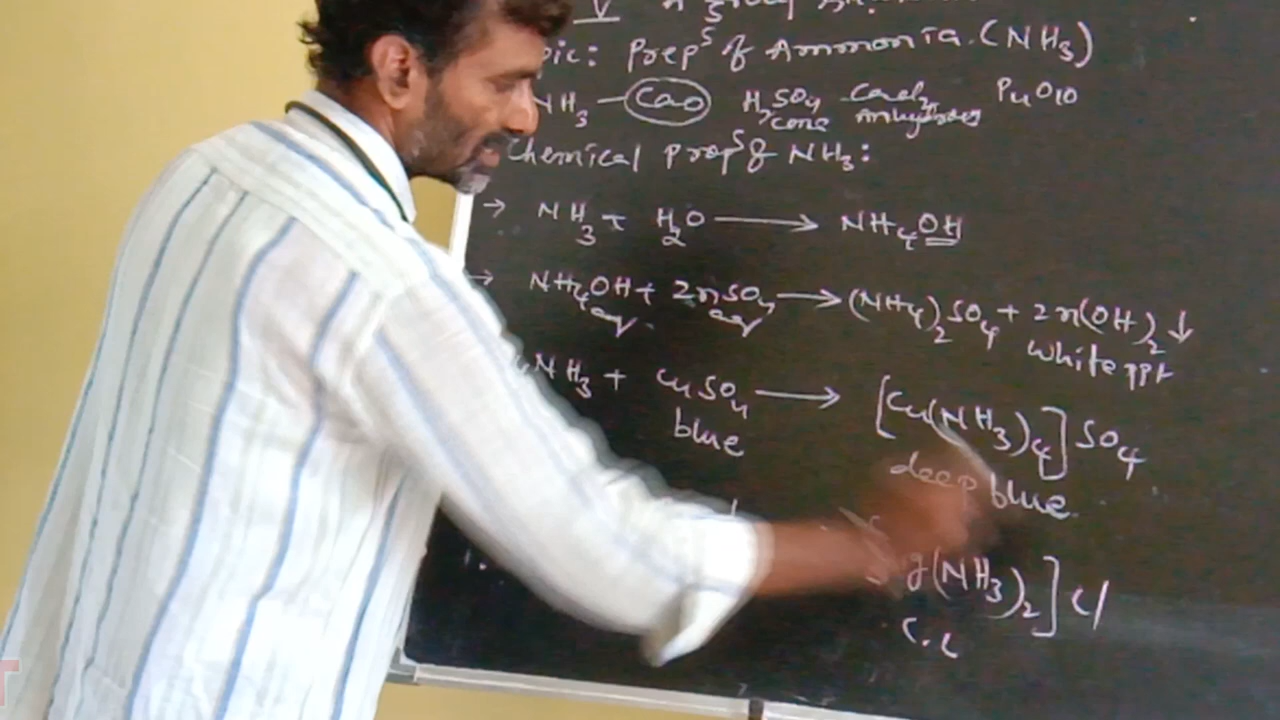 V
pic: Prepˢ of Ammonia. (NH3)
NH3 — CaO H2SO4 conc CaCl2 Anhydrous P4O10
Chemical propˢ of NH3:
→ NH3 + H2O → NH4OH
→ NH4OH aq. + ZnSO4 aq → (NH4)2SO4 + Zn(OH)2 ↓ white ppt
NH3 + CuSO4 → [Cu(NH3)4]SO4
blue deep blue.
g(NH3)2]Cl
C.L
T